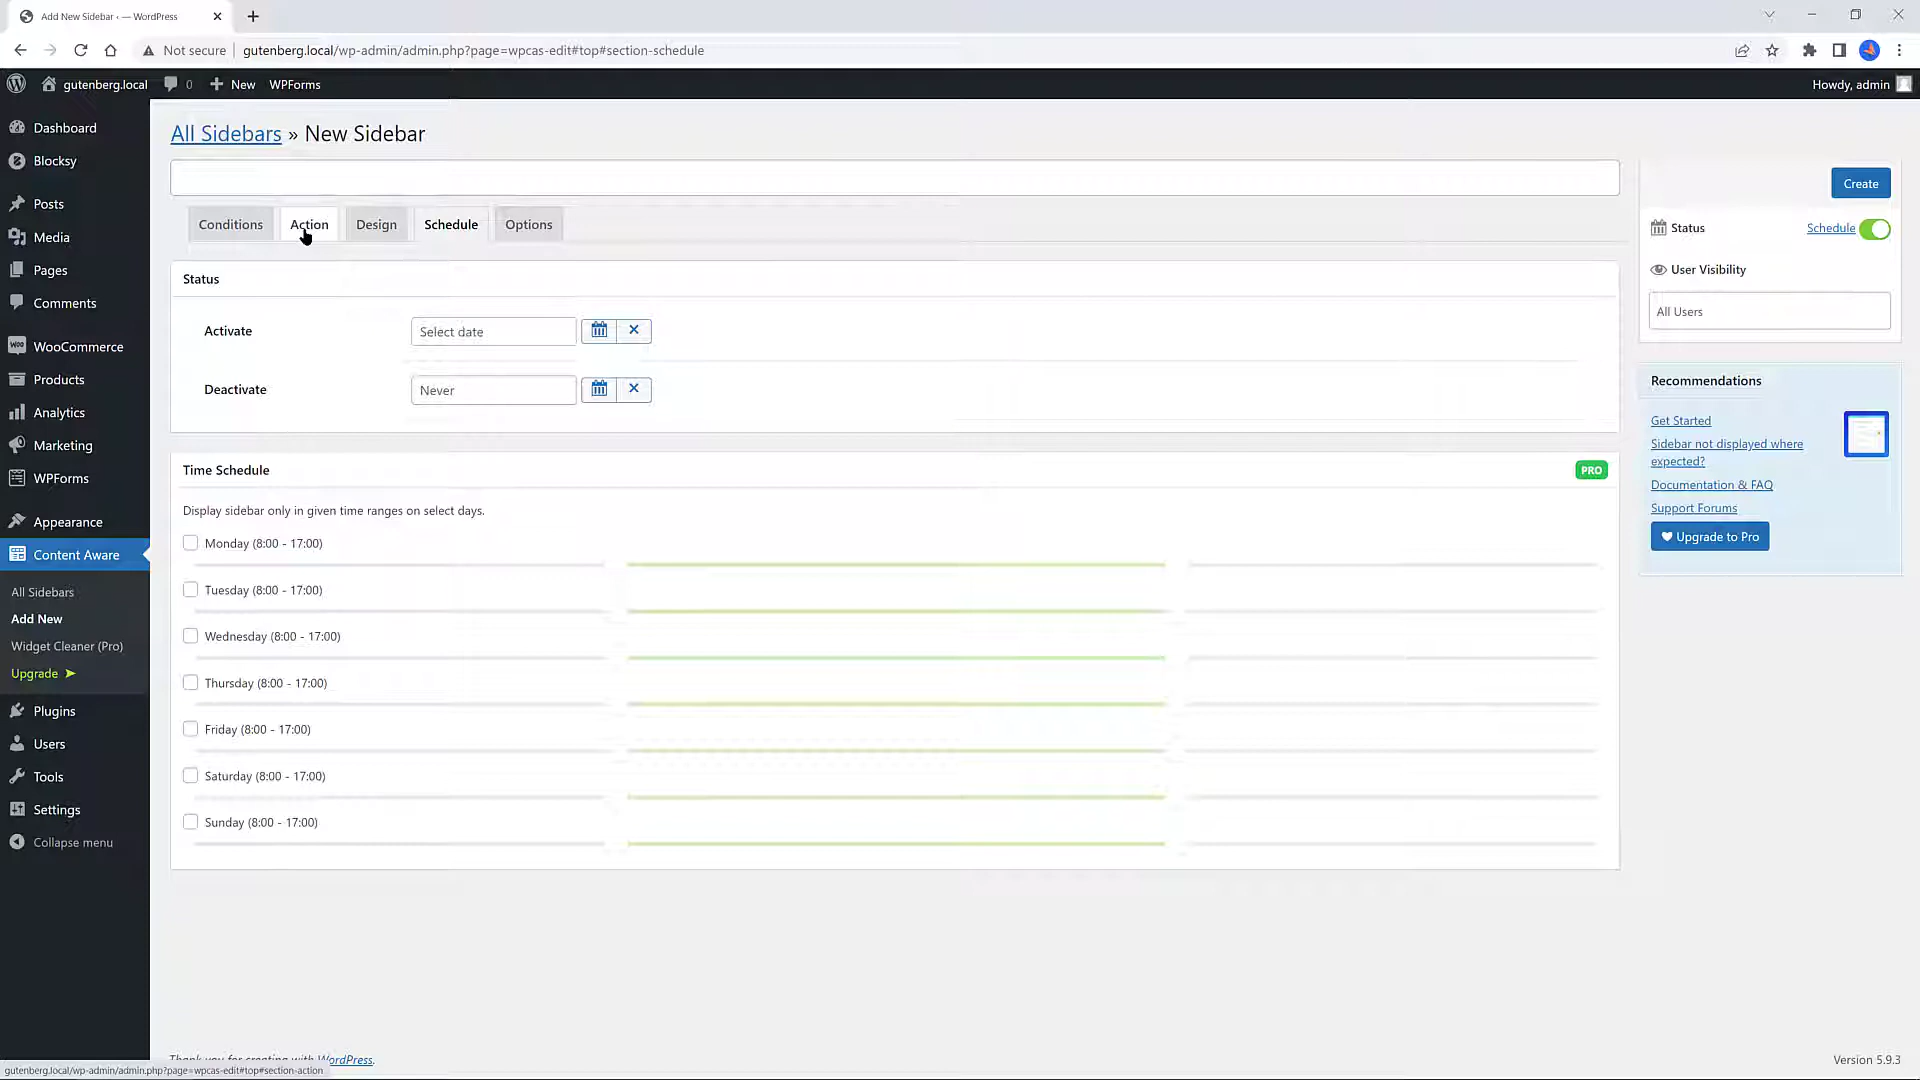 Add New Sidebar ‹ — WordPress
Not secure
gutenberg.local/wp-admin/admin.php?page=wpcas-edit#top#section-schedule
gutenberg.local
0
New
WPForms
Howdy, admin
Dashboard
Blocksy
Posts
Media
Pages
Comments
WooCommerce
Products
Analytics
Marketing
WPForms
Appearance
Content Aware
All Sidebars
Add New
Widget Cleaner (Pro)
Upgrade ➤
Plugins
Users
Tools
Settings
Collapse menu
All Sidebars » New Sidebar
Conditions
Action
Design
Schedule
Options
Status
Activate
Select date
Deactivate
Never
Time Schedule
PRO
Display sidebar only in given time ranges on select days.
Monday (8:00 - 17:00)
Tuesday (8:00 - 17:00)
Wednesday (8:00 - 17:00)
Thursday (8:00 - 17:00)
Friday (8:00 - 17:00)
Saturday (8:00 - 17:00)
Sunday (8:00 - 17:00)
Create
Status
Schedule
User Visibility
All Users
Recommendations
Get Started
Sidebar not displayed where
expected?
Documentation & FAQ
Support Forums
Upgrade to Pro
Thank you for creating with WordPress.
Version 5.9.3
gutenberg.local/wp-admin/admin.php?page=wpcas-edit#top#section-action